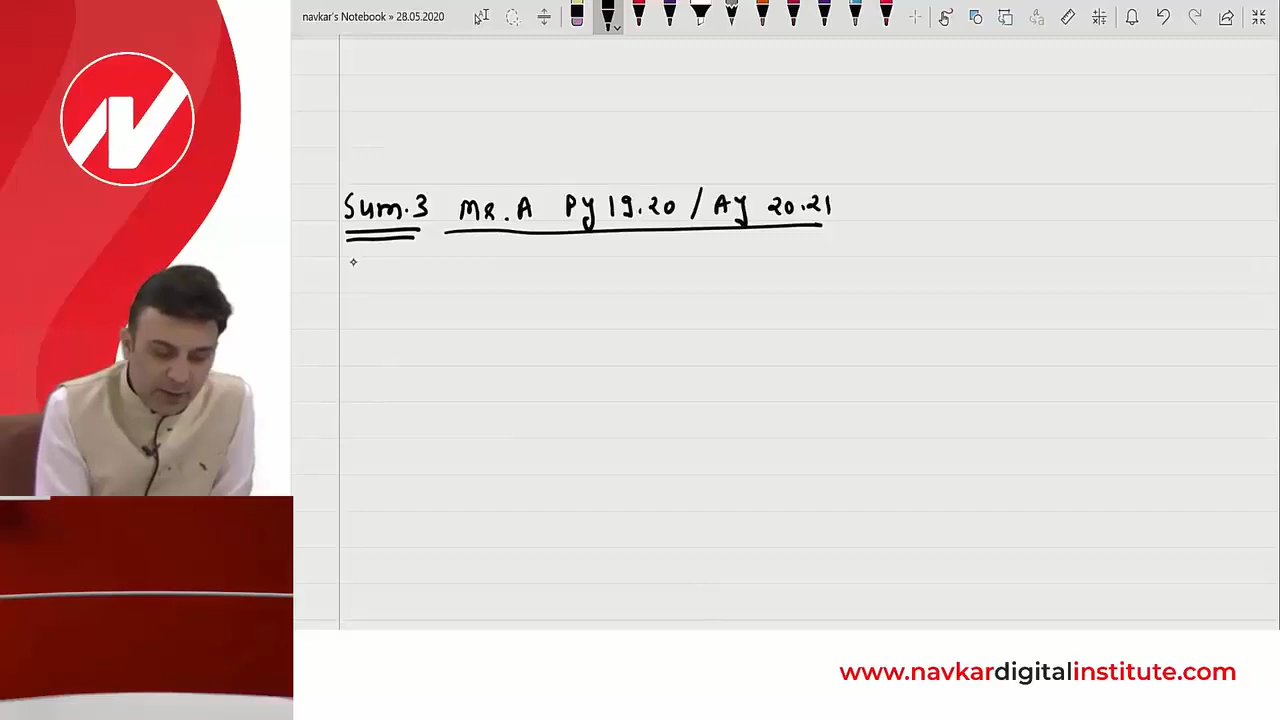 navkar's Notebook » 28.05.2020
Sum.3 MR.A PY 19.20 / AY 20.21
www.navkardigitalinstitute.com